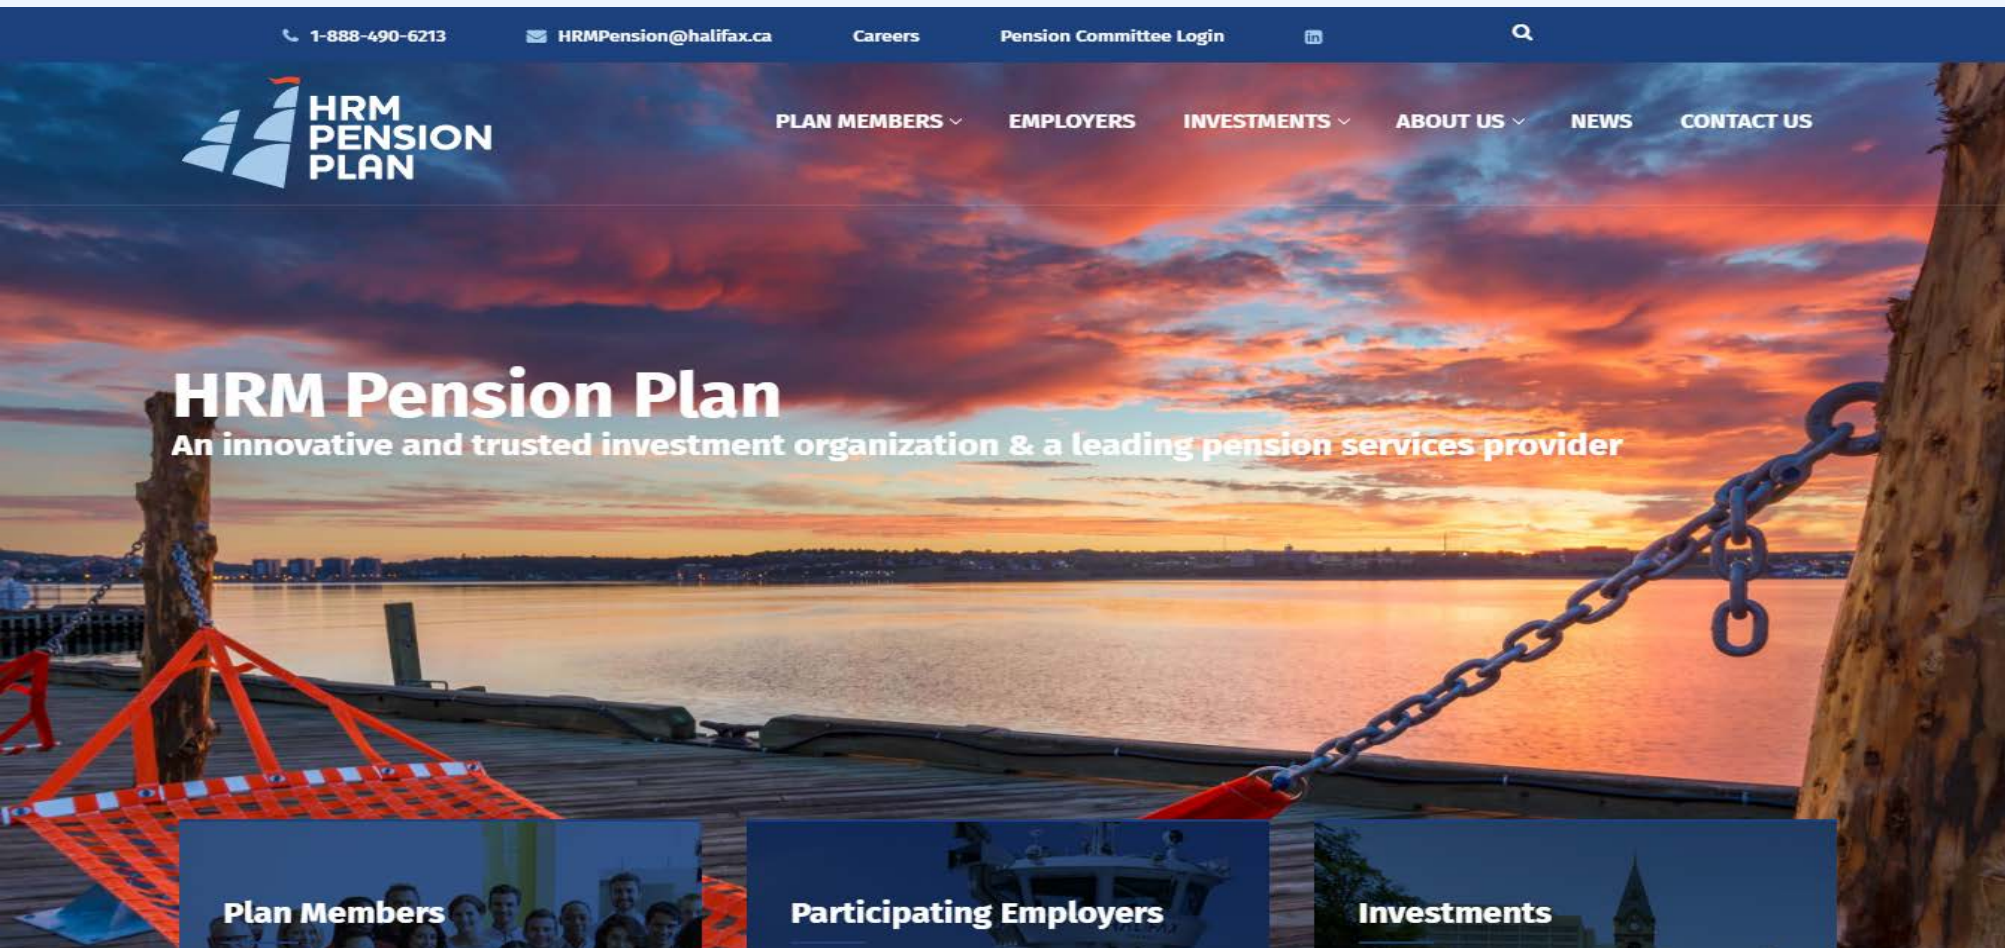 1-888-490-6213
HRMPension@halifax.ca
Careers
Pension Committee Login
in
HRM
PENSION
PLAN
PLAN MEMBERS
EMPLOYERS
INVESTMENTS
ABOUT US
NEWS
CONTACT US
HRM Pension Plan
An innovative and trusted investment organization & a leading pension services provider
Plan Members
Participating Employers
Investments